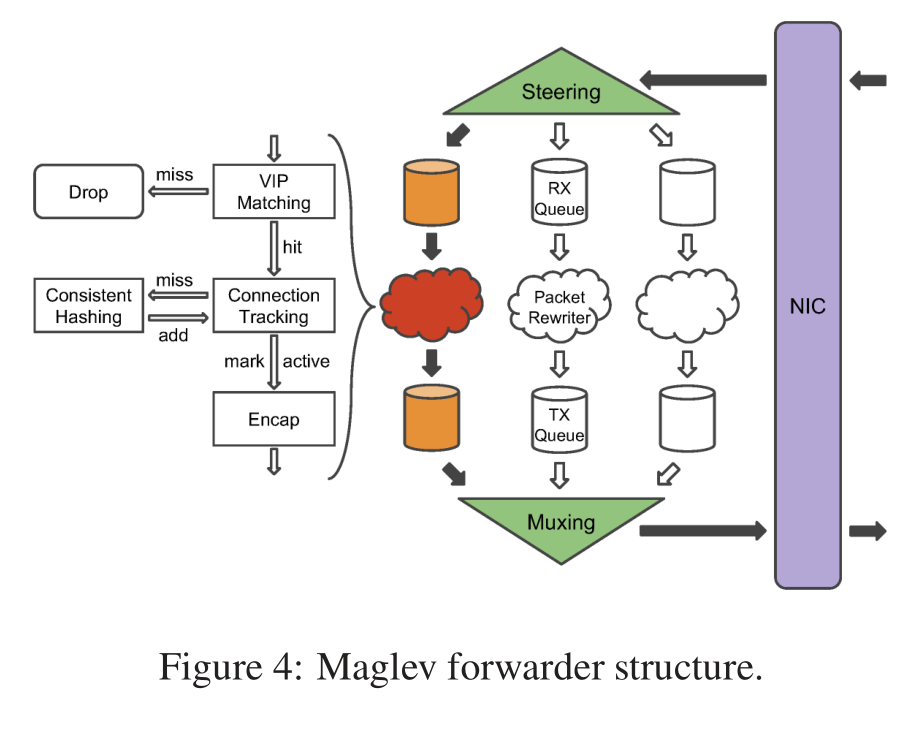 Steering
NIC
RX
Queue
Packet
Rewriter
TX
Queue
Muxing
VIP
Matching
miss
Drop
hit
Connection
Tracking
miss
add
Consistent
Hashing
mark
active
Encap
Figure 4: Maglev forwarder structure.